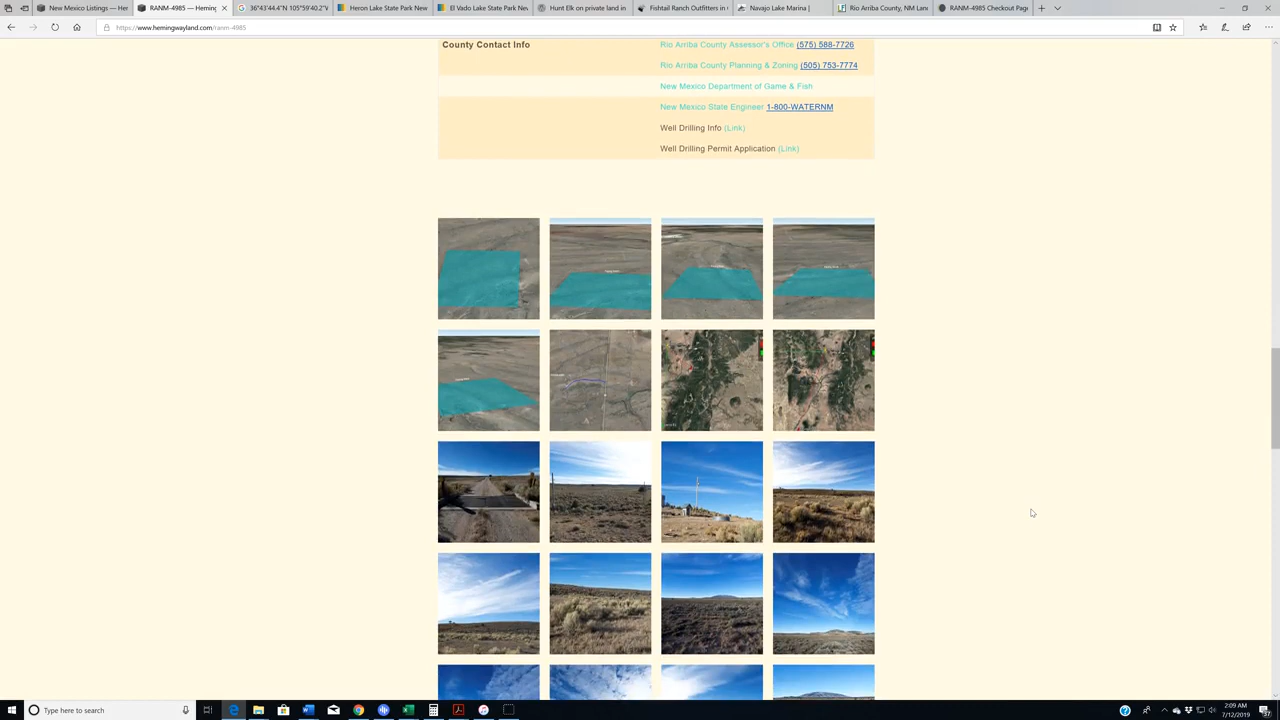 New Mexico Listings — Her
RANM-4985 — Heming
36°43'44.4"N 105°59'40.2"V
Heron Lake State Park New
El Vado Lake State Park Nev
Hunt Elk on private land in
Fishtail Ranch Outfitters in
Navajo Lake Marina |
Rio Arriba County, NM Lanr
RANM-4985 Checkout Page
https://www.hemingwayland.com/ranm-4985
County Contact Info
Rio Arriba County Assessor's Office (575) 588-7726
Rio Arriba County Planning & Zoning (505) 753-7774
New Mexico Department of Game & Fish
New Mexico State Engineer 1-800-WATERNM
Well Drilling Info (Link)
Well Drilling Permit Application (Link)
Type here to search
2:09 AM
7/12/2019